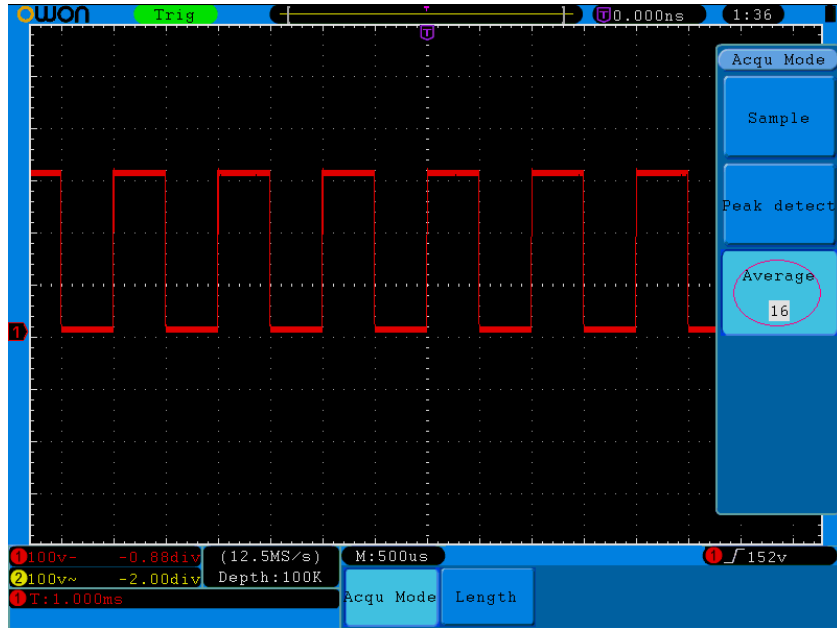 owon Trig T T 0.000ns 1:36
T
Acqu Mode
Sample
Peak detect
Average
16
1
1 100v- -0.88div (12.5MS/s) M:500us 1 152v
2 100v~ -2.00div Depth:100K
1 T:1.000ms Acqu Mode Length